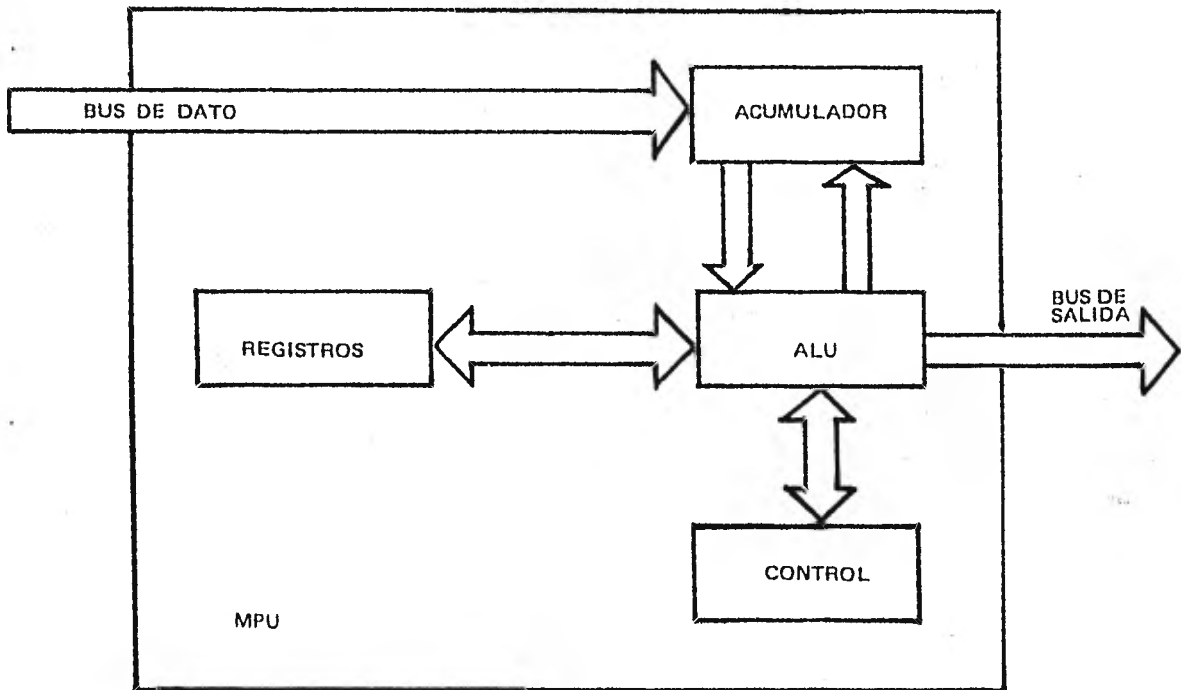 BUS DE DATO
ACUMULADOR
BUS DE
SALIDA
REGISTROS
ALU
CONTROL
MPU